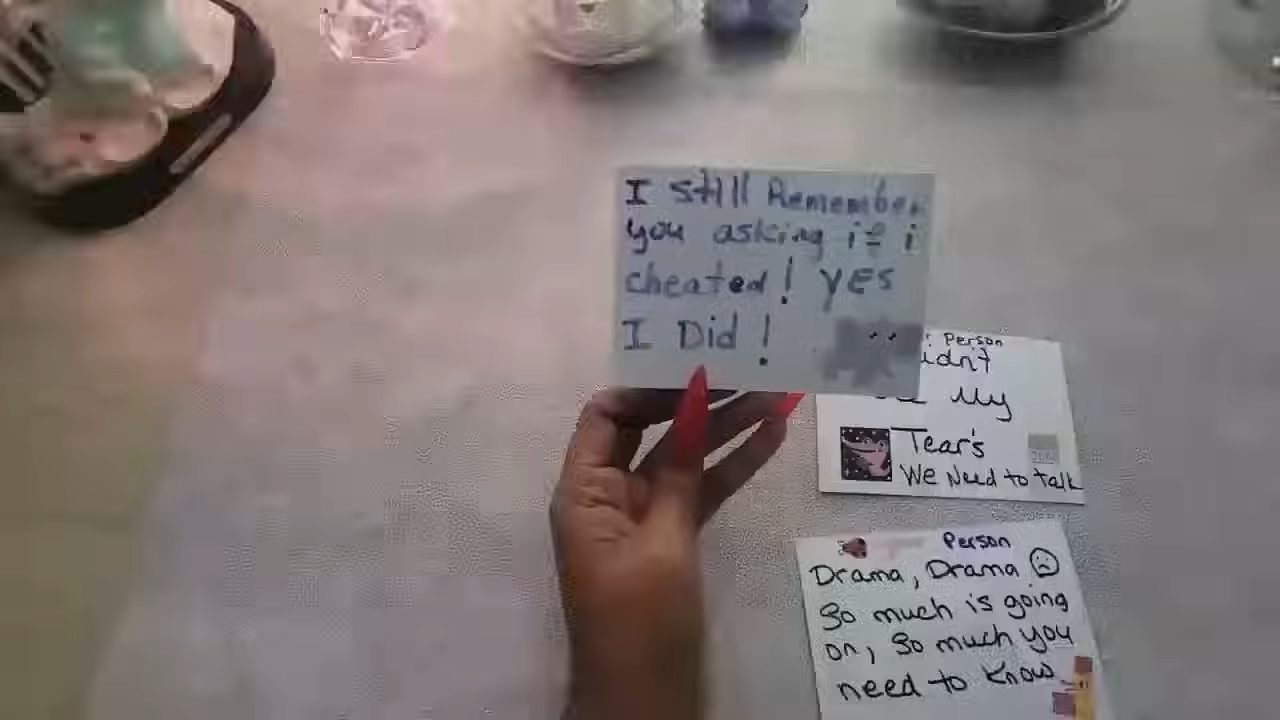 I still Remember
you asking if i
cheated! YES
I Did!
Person
My
Tear's
We Need to talk
Person
Drama, Drama
So much is going
on, So much you
need to Know